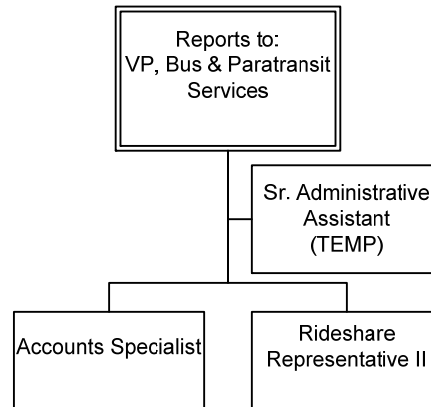 Reports to:
VP, Bus & Paratransit
Services
Sr. Administrative
Assistant
(TEMP)
Accounts Specialist
Rideshare
Representative II